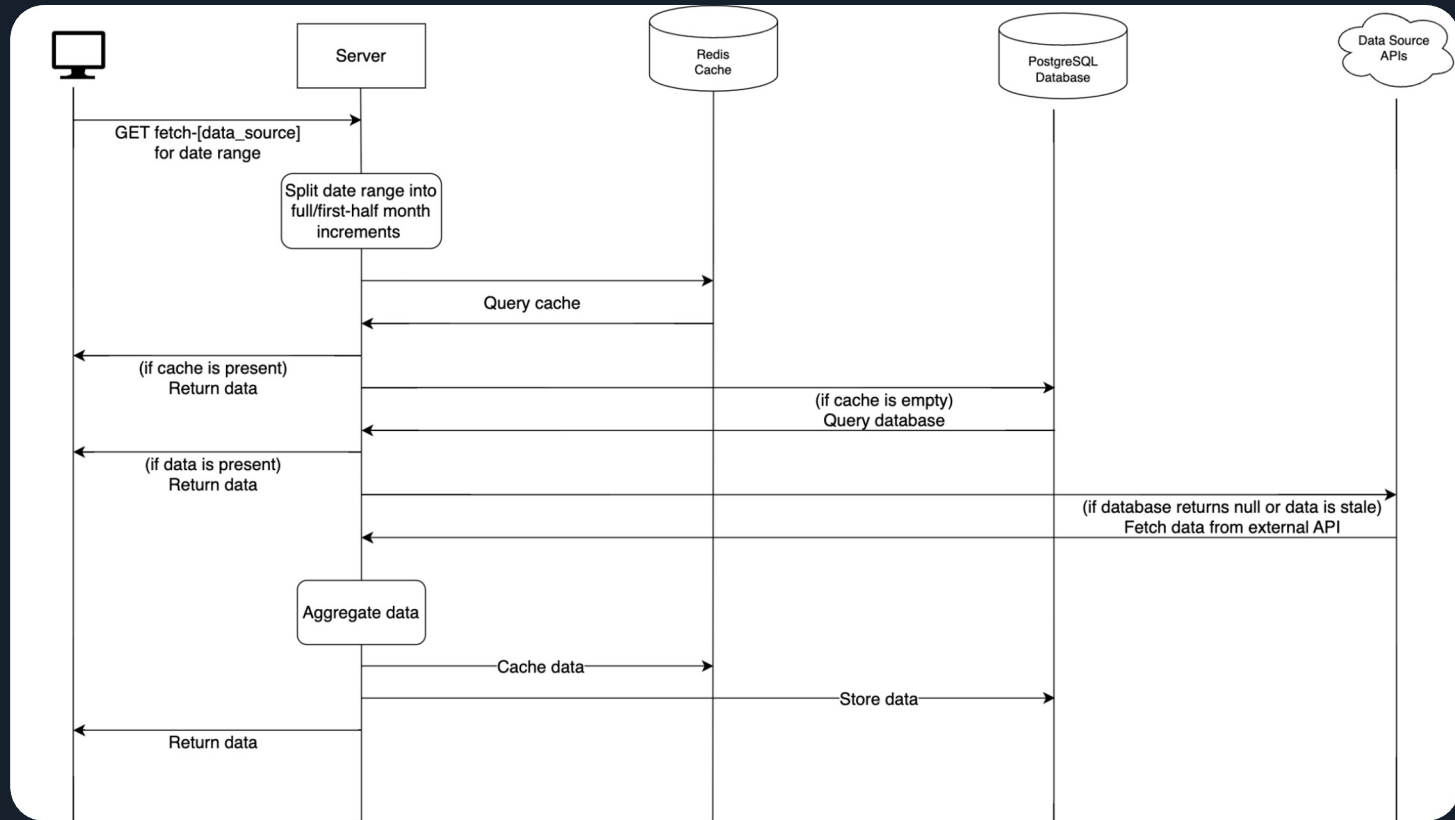 Server
Redis
Cache
PostgreSQL
Database
Data Source
APIs
GET fetch-[data_source]
for date range
Split date range into
full/first-half month
increments
Query cache
(if cache is present)
Return data
(if cache is empty)
Query database
(if data is present)
Return data
(if database returns null or data is stale)
Fetch data from external API
Aggregate data
Cache data
Store data
Return data